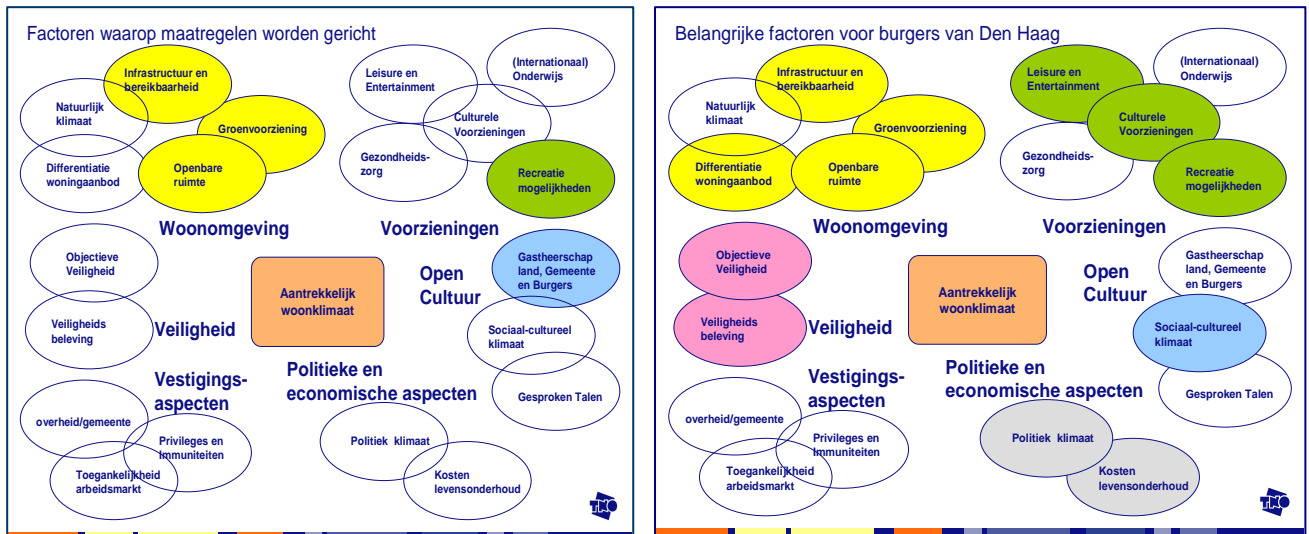 Factoren waarop maatregelen worden gericht
Infrastructuur en
bereikbaarheid
Natuurlijk
klimaat
Groenvoorziening
Differentiatie
woningaanbod
Openbare
ruimte
Leisure en
Entertainment
(Internationaal)
Onderwijs
Culturele
Voorzieningen
Gezondheids-
zorg
Recreatie
mogelijkheden
Woonomgeving
Voorzieningen
Objectieve
Veiligheid
Veiligheids
beleving
Veiligheid
Aantrekkelijk
woonklimaat
Open
Cultuur
Gastheerschap
land, Gemeente
en Burgers
Sociaal-cultureel
klimaat
Gesproken Talen
Vestigings-
aspecten
Politieke en
economische aspecten
overheid/gemeente
Privileges en
Immuniteiten
Toegankelijkheid
arbeidsmarkt
Politiek klimaat
Kosten
levensonderhoud
TNO
Belangrijke factoren voor burgers van Den Haag
Infrastructuur en
bereikbaarheid
Natuurlijk
klimaat
Groenvoorziening
Differentiatie
woningaanbod
Openbare
ruimte
Leisure en
Entertainment
(Internationaal)
Onderwijs
Culturele
Voorzieningen
Gezondheids-
zorg
Recreatie
mogelijkheden
Woonomgeving
Voorzieningen
Objectieve
Veiligheid
Veiligheids
beleving
Veiligheid
Aantrekkelijk
woonklimaat
Open
Cultuur
Gastheerschap
land, Gemeente
en Burgers
Sociaal-cultureel
klimaat
Gesproken Talen
Vestigings-
aspecten
Politieke en
economische aspecten
overheid/gemeente
Privileges en
Immuniteiten
Toegankelijkheid
arbeidsmarkt
Politiek klimaat
Kosten
levensonderhoud
TNO